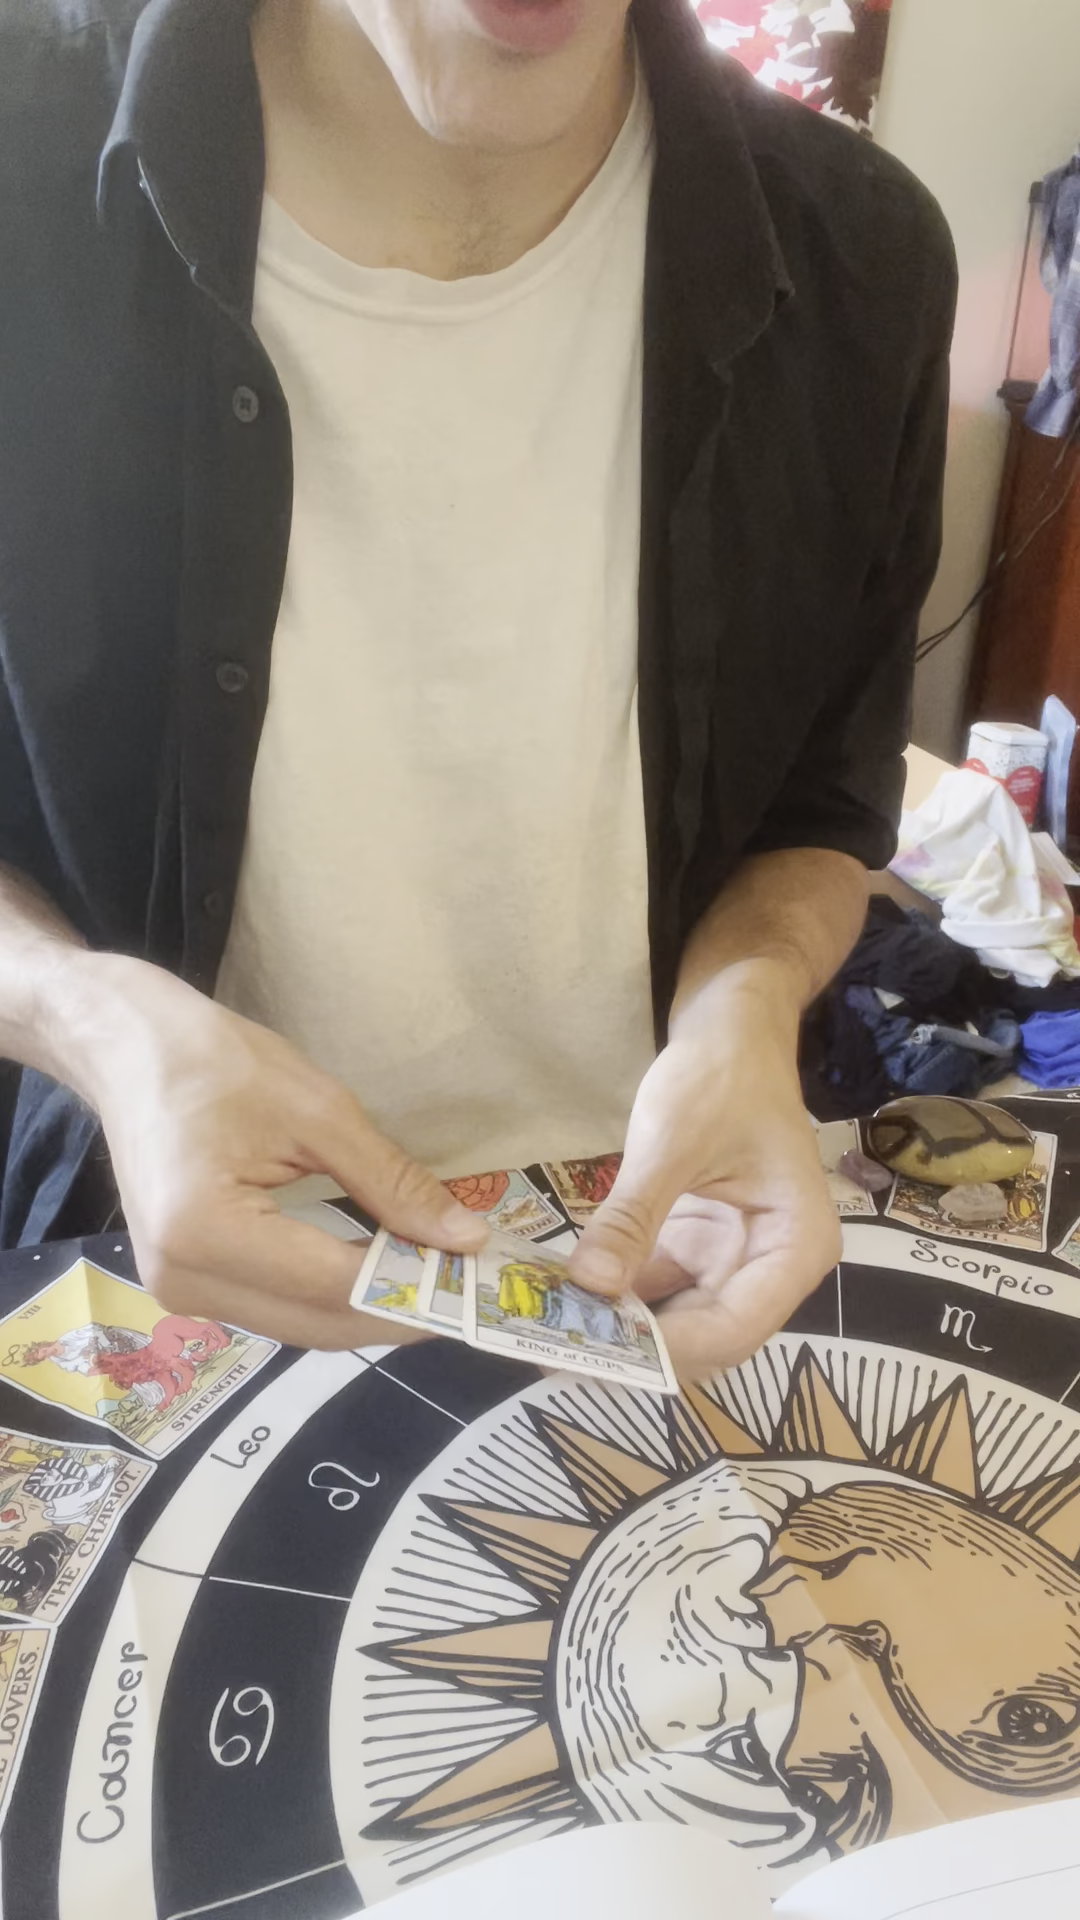 DEATH.
Scorpio
♏
KING of CUPS.
VIII
STRENGTH
Leo
♌
THE CHARIOT.
LOVERS.
Cancer
♋